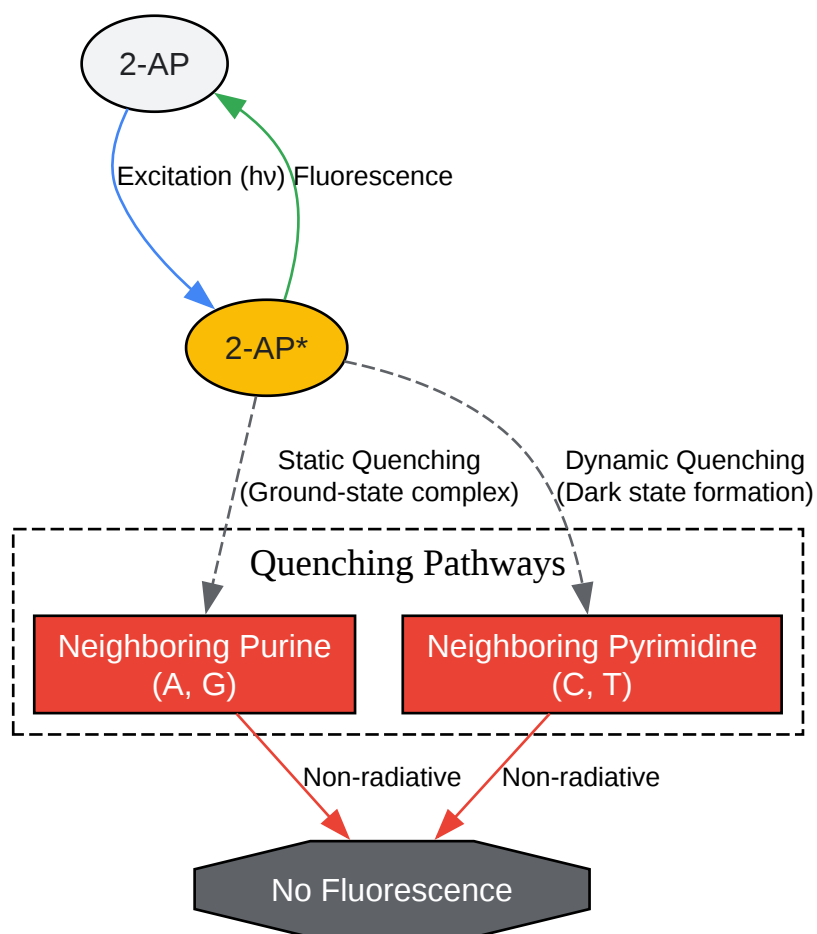 2-AP
Excitation (hν)
Fluorescence
2-AP*
Static Quenching
(Ground-state complex)
Dynamic Quenching
(Dark state formation)
Quenching Pathways
Neighboring Purine
(A, G)
Neighboring Pyrimidine
(C, T)
Non-radiative
Non-radiative
No Fluorescence